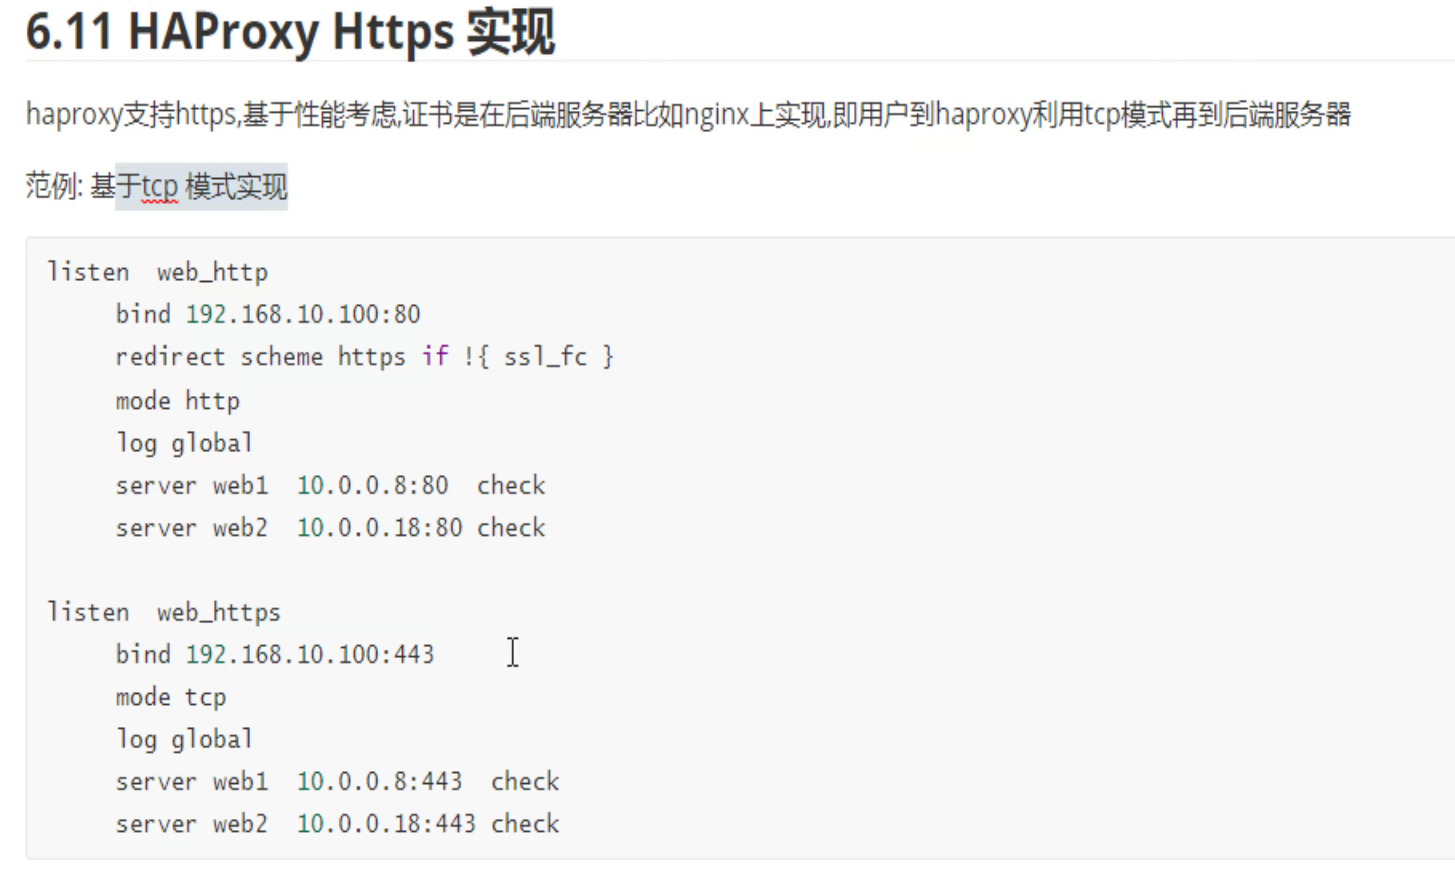 6.11 HAProxy Https 实现
haproxy支持https,基于性能考虑,证书是在后端服务器比如nginx上实现,即用户到haproxy利用tcp模式再到后端服务器
范例: 基于tcp 模式实现
listen  web_http
     bind 192.168.10.100:80
     redirect scheme https if !{ ssl_fc }
     mode http
     log global
     server web1  10.0.0.8:80  check
     server web2  10.0.0.18:80 check
listen  web_https
     bind 192.168.10.100:443
     mode tcp
     log global
     server web1  10.0.0.8:443  check
     server web2  10.0.0.18:443 check